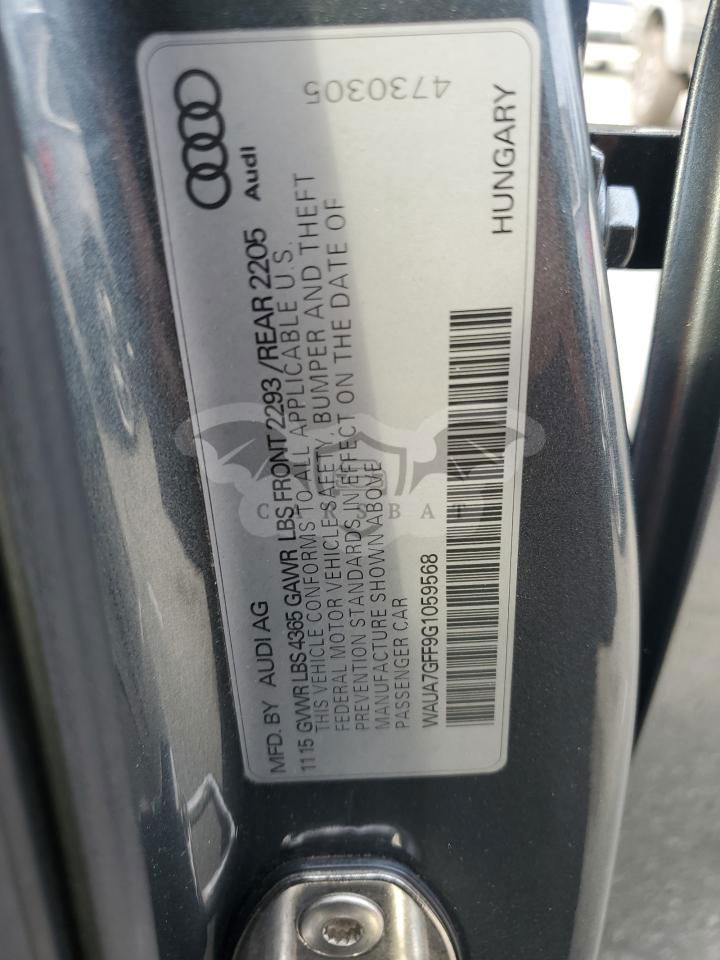 Audi
4730305
MFD. BY AUDI AG
11 15 GVWR LBS 4365 GAWR LBS FRONT 2293 / REAR 2205
THIS VEHICLE CONFORMS TO ALL APPLICABLE U.S.
FEDERAL MOTOR VEHICLE SAFETY, BUMPER AND THEFT
PREVENTION STANDARDS IN EFFECT ON THE DATE OF
MANUFACTURE SHOWN ABOVE
PASSENGER CAR
WAUA7GFF9G1059568
HUNGARY
CARSBAT